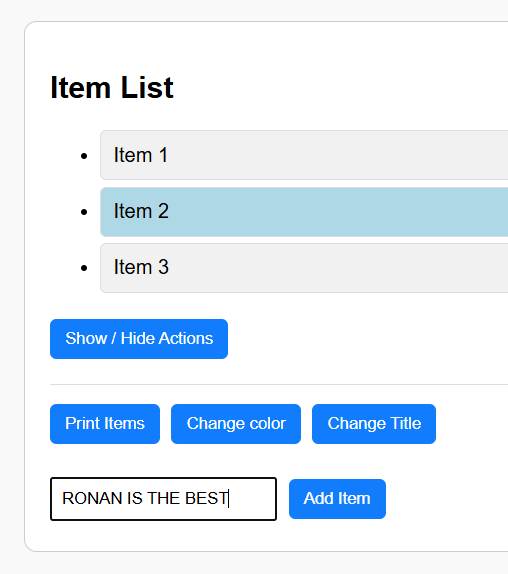 Item List
Item 1
Item 2
Item 3
Show / Hide Actions
Print Items Change color Change Title
RONAN IS THE BEST Add Item